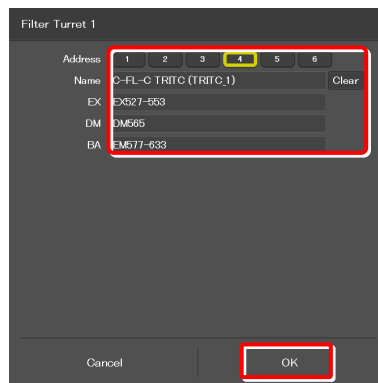 Filter Turret 1
Address 1 2 3 4 5 6
Name C-FL-C TRITC (TRITC_1) Clear
EX EX527-553
DM DM565
BA EM577-633
Cancel OK